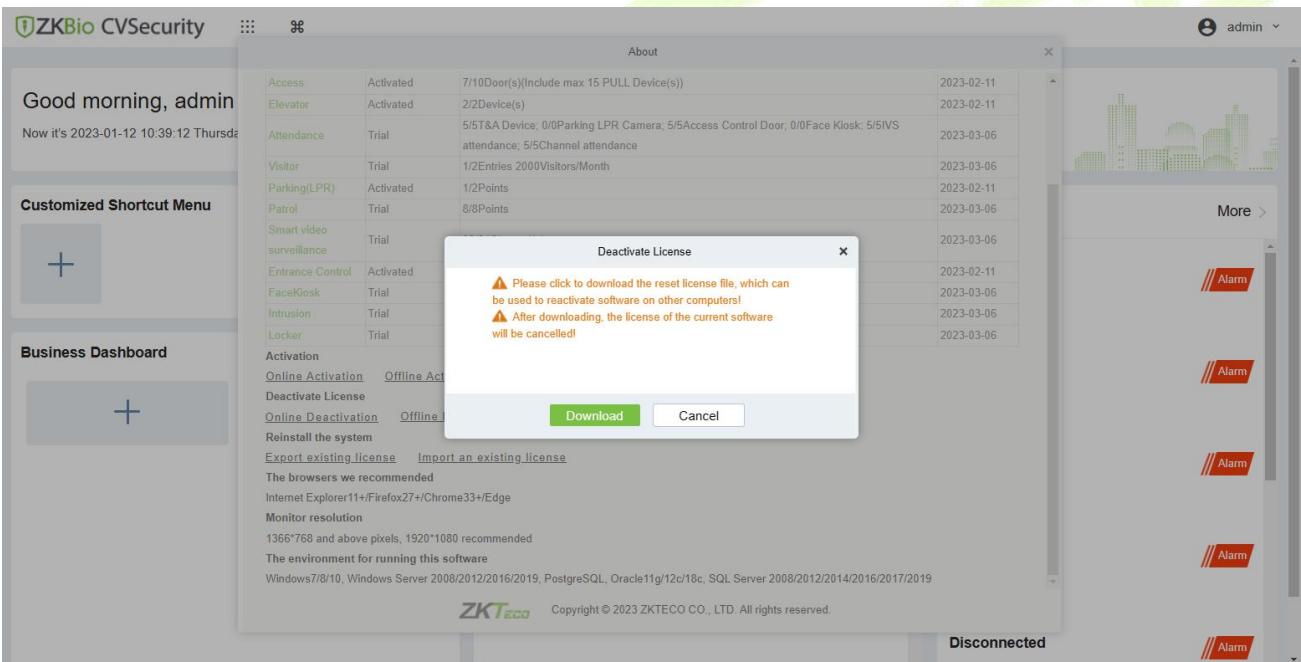 ZKBio CVSecurity
admin
About
Good morning, admin
Now it's 2023-01-12 10:39:12 Thursda
Access Activated 7/10Door(s)(Include max 15 PULL Device(s)) 2023-02-11
Elevator Activated 2/2Device(s) 2023-02-11
Attendance Trial 5/5T&A Device; 0/0Parking LPR Camera; 5/5Access Control Door; 0/0Face Kiosk; 5/5IVS 2023-03-06
attendance; 5/5Channel attendance
Visitor Trial 1/2Entries 2000Visitors/Month 2023-03-06
Parking(LPR) Activated 1/2Points 2023-02-11
Patrol Trial 8/8Points 2023-03-06
Smart video
surveillance Trial 2023-03-06
Entrance Control Activated 2023-02-11
FaceKiosk Trial 2023-03-06
Intrusion Trial 2023-03-06
Locker Trial 2023-03-06
Customized Shortcut Menu
Business Dashboard
Activation
Online Activation Offline Act
Deactivate License
Online Deactivation Offline
Reinstall the system
Export existing license Import an existing license
The browsers we recommended
Internet Explorer11+/Firefox27+/Chrome33+/Edge
Monitor resolution
1366*768 and above pixels, 1920*1080 recommended
The environment for running this software
Windows7/8/10, Windows Server 2008/2012/2016/2019, PostgreSQL, Oracle11g/12c/18c, SQL Server 2008/2012/2014/2016/2017/2019
ZKTeco Copyright © 2023 ZKTECO CO., LTD. All rights reserved.
Deactivate License
Please click to download the reset license file, which can
be used to reactivate software on other computers!
After downloading, the license of the current software
will be cancelled!
Download Cancel
More
Alarm
Alarm
Alarm
Alarm
Disconnected
Alarm